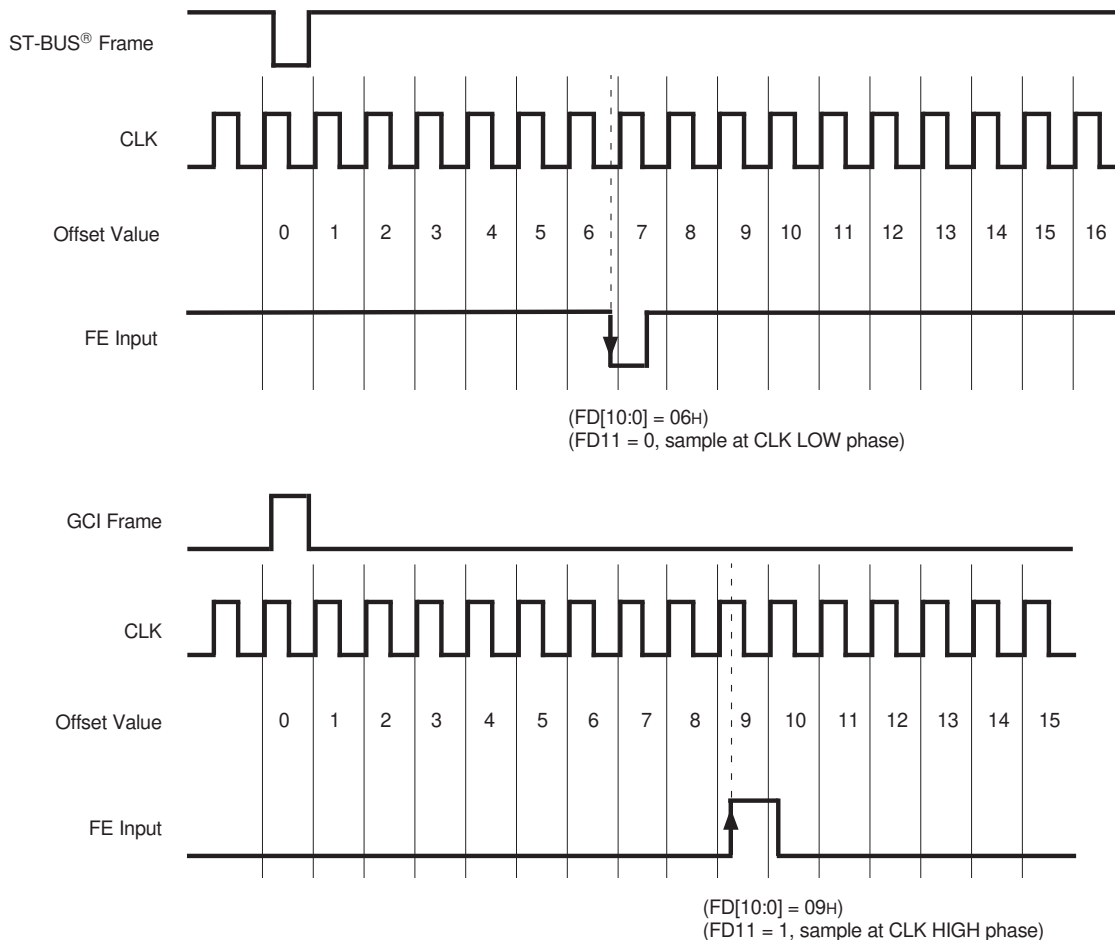 ST-BUS® Frame
CLK
Offset Value 0 1 2 3 4 5 6 7 8 9 10 11 12 13 14 15 16
FE Input
(FD[10:0] = 06H)
(FD11 = 0, sample at CLK LOW phase)
GCI Frame
CLK
Offset Value 0 1 2 3 4 5 6 7 8 9 10 11 12 13 14 15
FE Input
(FD[10:0] = 09H)
(FD11 = 1, sample at CLK HIGH phase)